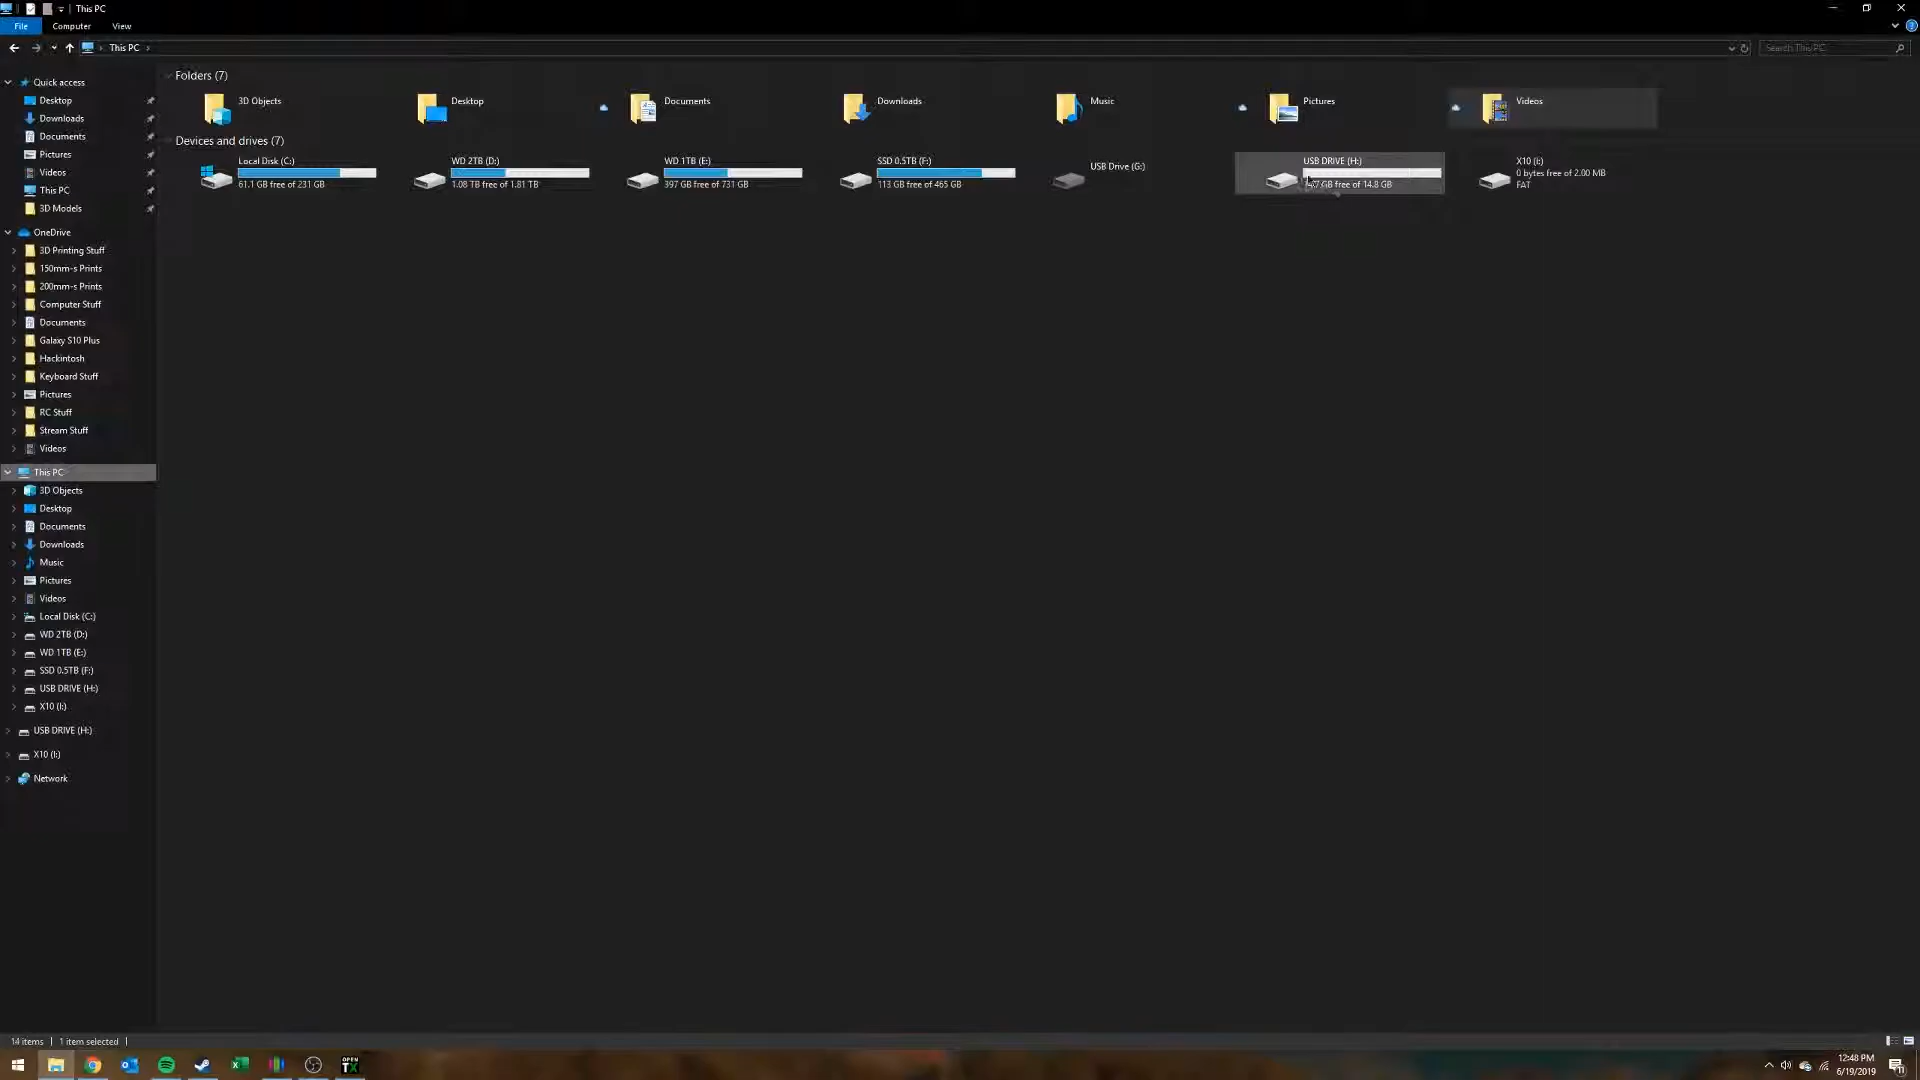 This PC
File
Computer
View
This PC
Search This PC
Quick access
Desktop
Downloads
Documents
Pictures
Videos
This PC
3D Models
OneDrive
3D Printing Stuff
150mm-s Prints
200mm-s Prints
Computer Stuff
Documents
Galaxy S10 Plus
Hackintosh
Keyboard Stuff
Pictures
RC Stuff
Stream Stuff
Videos
This PC
3D Objects
Desktop
Documents
Downloads
Music
Pictures
Videos
Local Disk (C:)
WD 2TB (D:)
WD 1TB (E:)
SSD 0.5TB (F:)
USB DRIVE (H:)
X10 (I:)
USB DRIVE (H:)
X10 (I:)
Network
Folders (7)
3D Objects
Desktop
Documents
Downloads
Music
Pictures
Videos
Devices and drives (7)
Local Disk (C:)
61.1 GB free of 231 GB
WD 2TB (D:)
1.08 TB free of 1.81 TB
WD 1TB (E:)
397 GB free of 731 GB
SSD 0.5TB (F:)
113 GB free of 465 GB
USB Drive (G:)
USB DRIVE (H:)
GB free of 14.8 GB
X10 (I:)
0 bytes free of 2.00 MB
FAT
14 items
1 item selected
OPEN
TX
12:48 PM
6/19/2019